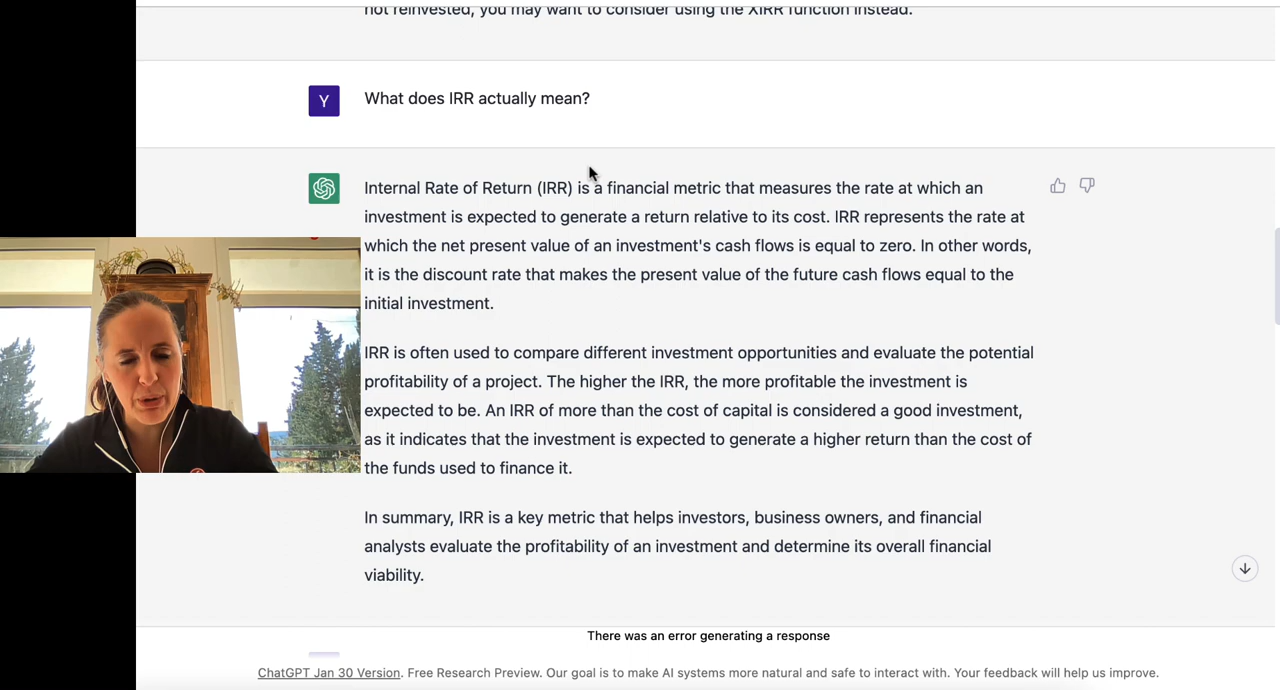 not reinvested, you may want to consider using the XIRR function instead.
Y
What does IRR actually mean?
Internal Rate of Return (IRR) is a financial metric that measures the rate at which an
investment is expected to generate a return relative to its cost. IRR represents the rate at
which the net present value of an investment's cash flows is equal to zero. In other words,
it is the discount rate that makes the present value of the future cash flows equal to the
initial investment.
IRR is often used to compare different investment opportunities and evaluate the potential
profitability of a project. The higher the IRR, the more profitable the investment is
expected to be. An IRR of more than the cost of capital is considered a good investment,
as it indicates that the investment is expected to generate a higher return than the cost of
the funds used to finance it.
In summary, IRR is a key metric that helps investors, business owners, and financial
analysts evaluate the profitability of an investment and determine its overall financial
viability.
There was an error generating a response
ChatGPT Jan 30 Version. Free Research Preview. Our goal is to make AI systems more natural and safe to interact with. Your feedback will help us improve.